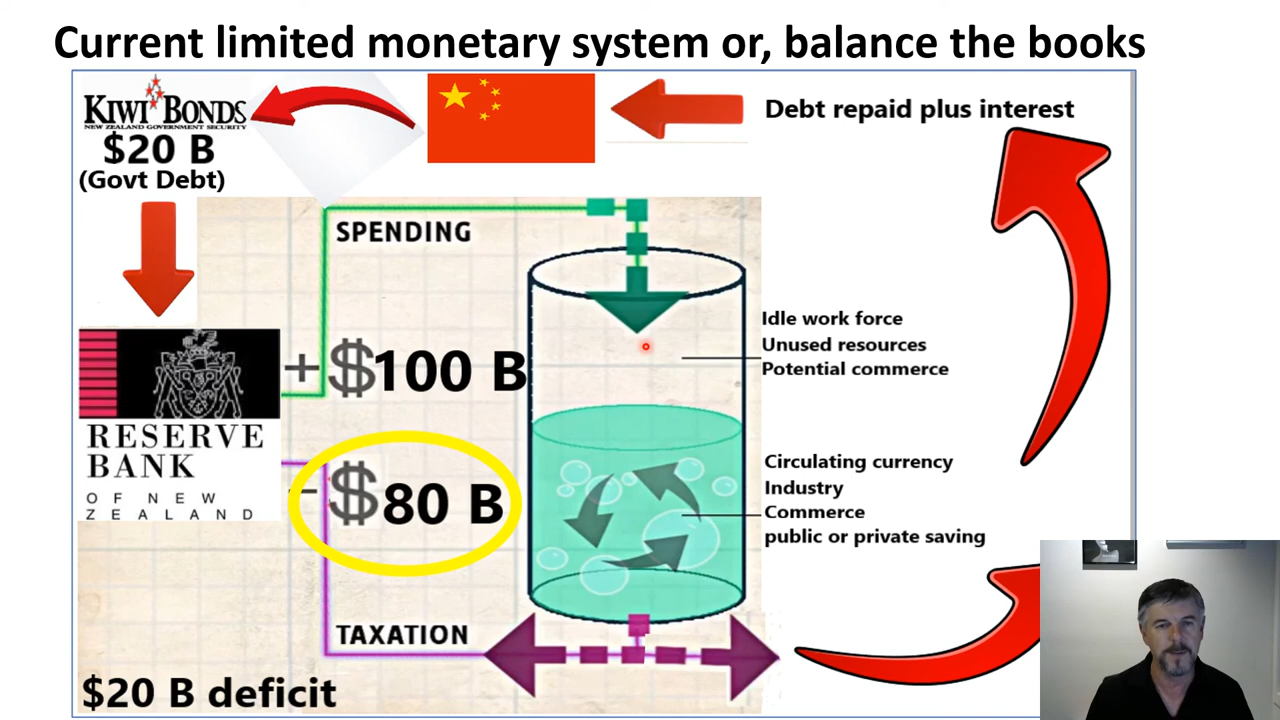 Current limited monetary system or, balance the books
KIWI BONDS
NEW ZEALAND GOVERNMENT SECURITY
$20 B
(Govt Debt)
Debt repaid plus interest
SPENDING
+ $100 B
Idle work force
Unused resources
Potential commerce
RESERVE
BANK
OF NEW
ZEALAND
- $80 B
Circulating currency
Industry
Commerce
public or private saving
TAXATION
$20 B deficit